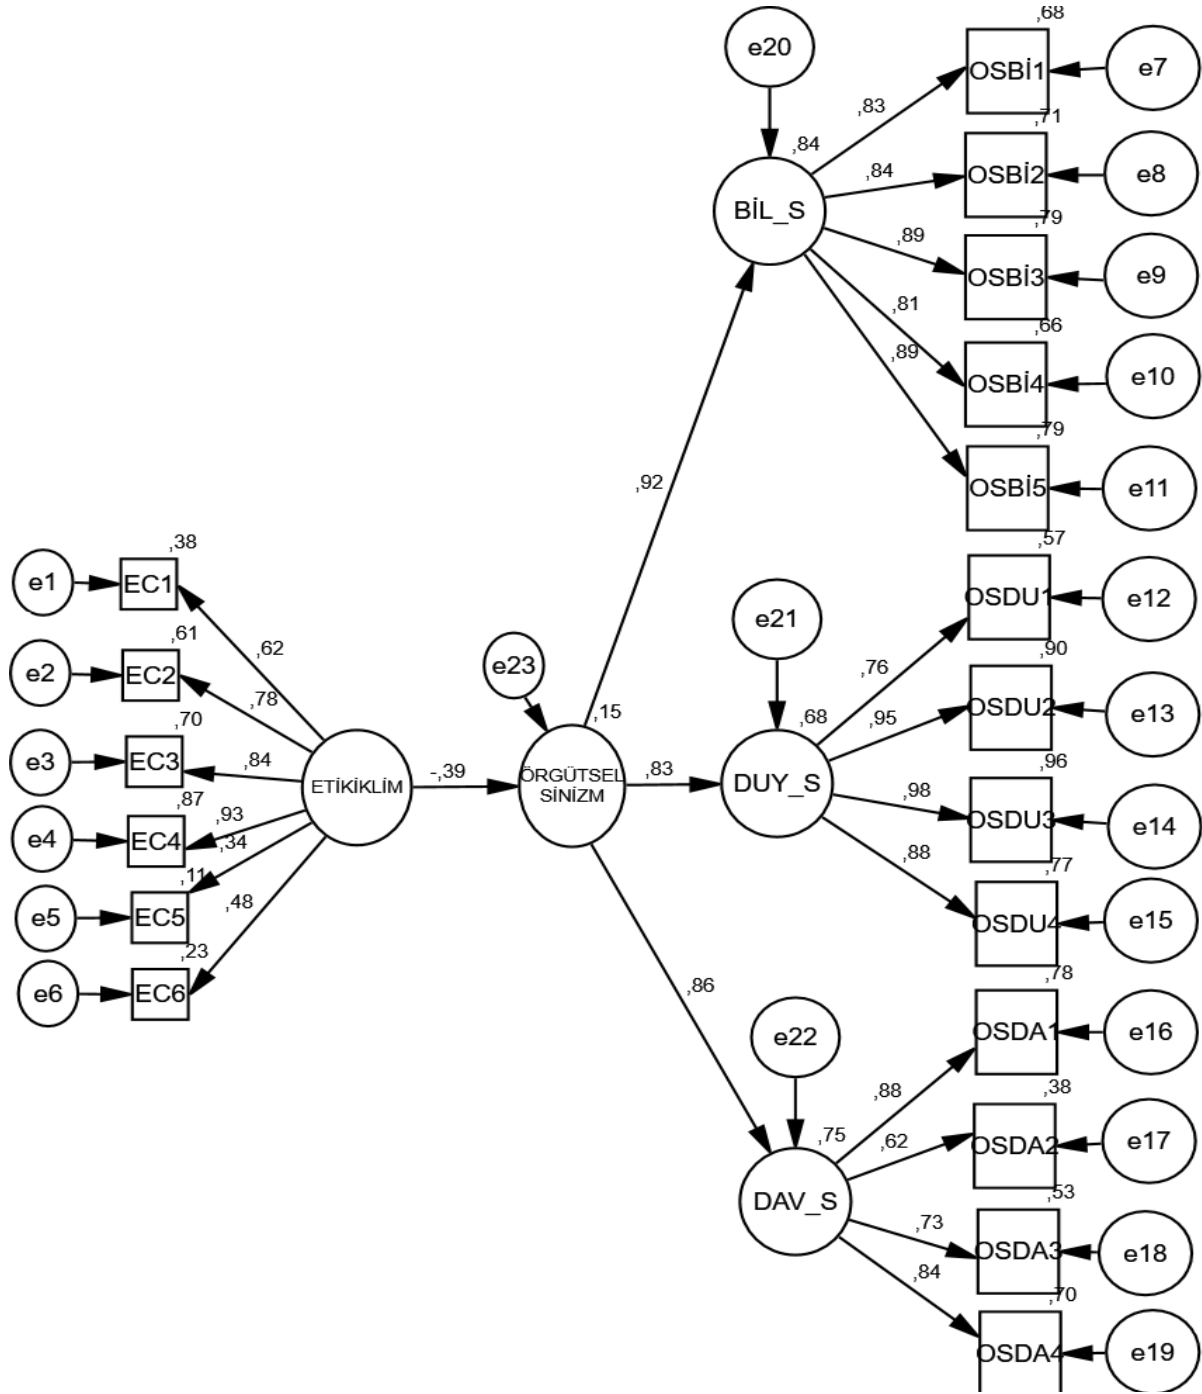 ,68
e20
OSBİ1
e7
,83
,71
,84
,84
OSBİ2
e8
BİL_S
,79
,89
OSBİ3
e9
,81
,66
,89
OSBİ4
e10
,79
,92
OSBİ5
e11
,57
,38
e1
EC1
OSDU1
e12
e21
,61
,62
,90
e2
EC2
e23
,76
,78
,70
,15
,68
,95
OSDU2
e13
e3
EC3
,84
,96
ETİKİKLİM
-,39
ÖRGÜTSEL
SİNİZM
,83
DUY_S
,98
,87
,93
OSDU3
e14
e4
EC4
,34
,88
,77
,11
,48
e5
EC5
OSDU4
e15
,23
,78
e6
EC6
,86
e22
OSDA1
e16
,88
,38
,75
,62
OSDA2
e17
,53
DAV_S
,73
OSDA3
e18
,84
,70
OSDA4
e19